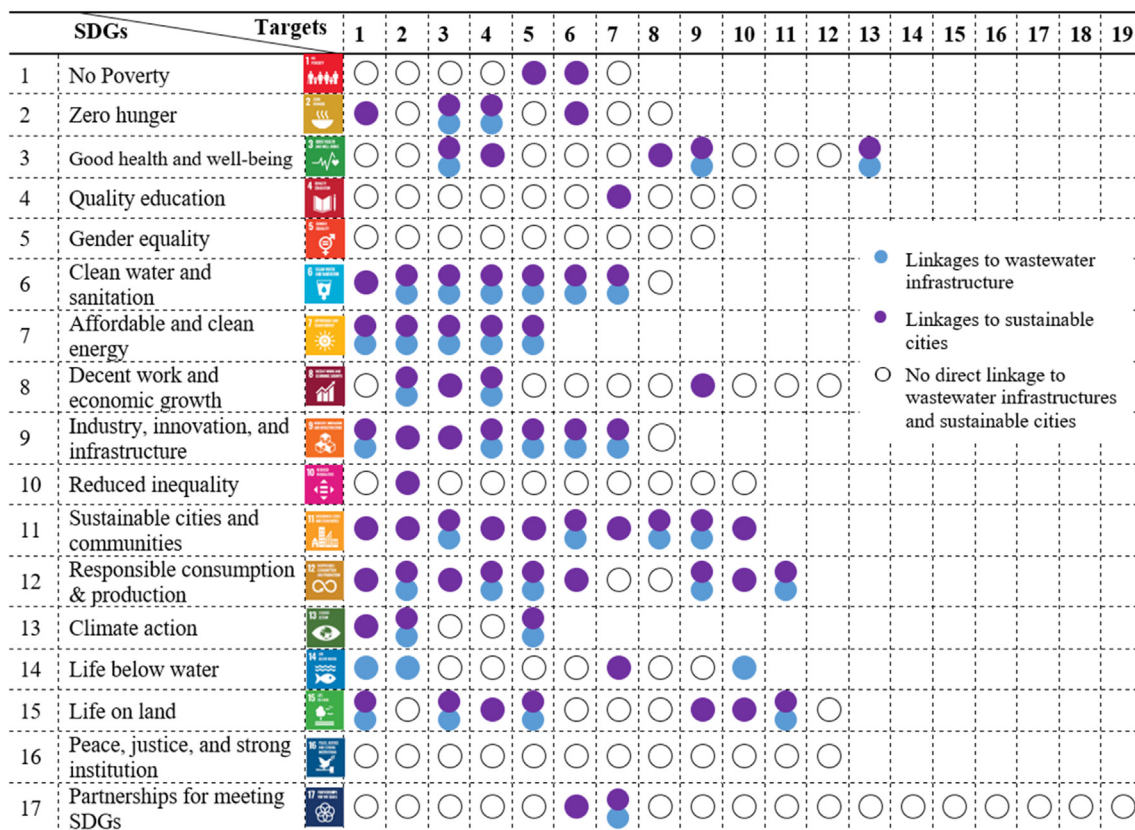 SDGs Targets 1 2 3 4 5 6 7 8 9 10 11 12 13 14 15 16 17 18 19
1 No Poverty
2 Zero hunger
3 Good health and well-being
4 Quality education
5 Gender equality
6 Clean water and
sanitation
7 Affordable and clean
energy
8 Decent work and
economic growth
9 Industry, innovation, and
infrastructure
10 Reduced inequality
11 Sustainable cities and
communities
12 Responsible consumption
& production
13 Climate action
14 Life below water
15 Life on land
16 Peace, justice, and strong
institution
17 Partnerships for meeting
SDGs
Linkages to wastewater
infrastructure
Linkages to sustainable
cities
No direct linkage to
wastewater infrastructures
and sustainable cities